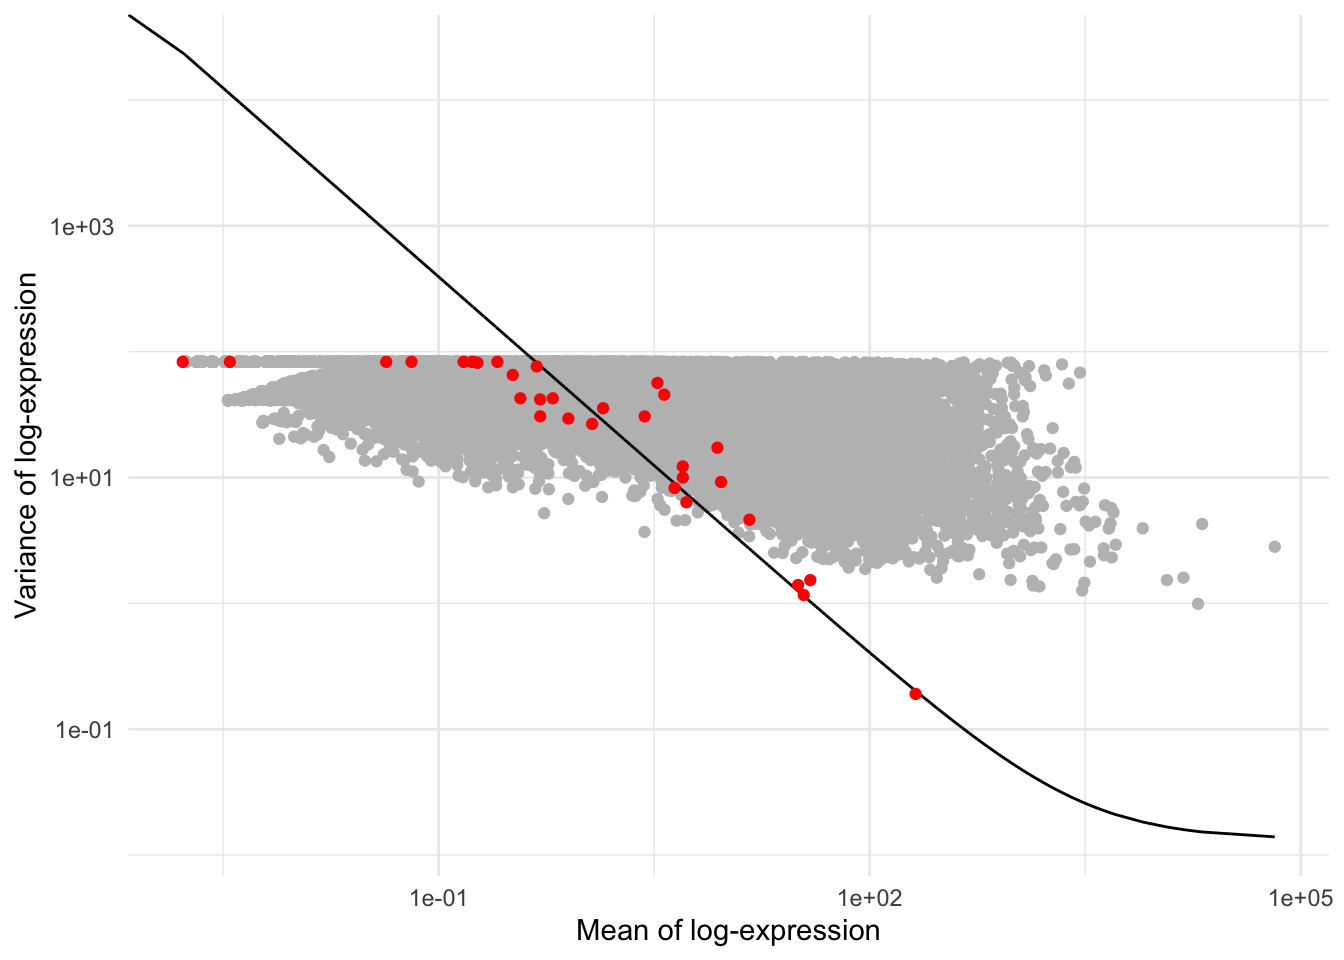 Variance of log-expression
1e+03
1e+01
1e-01
1e-01
1e+02
1e+05
Mean of log-expression